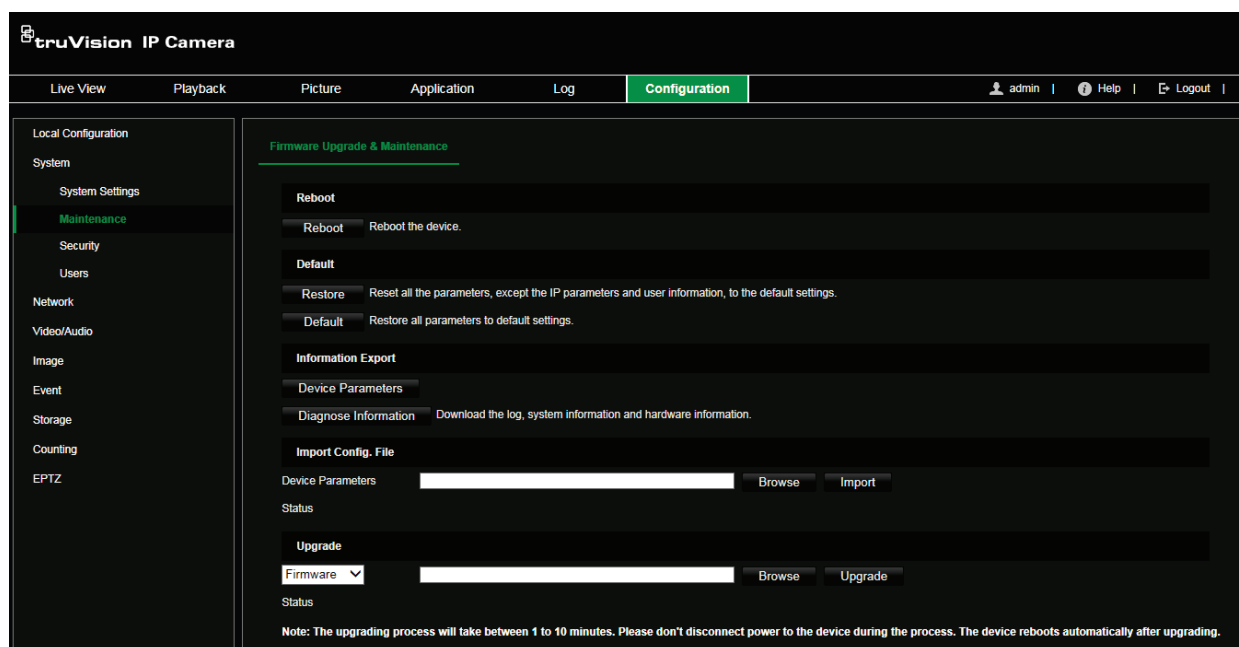 truVision IP Camera
Live View Playback Picture Application Log Configuration admin | Help | Logout |
Local Configuration
System
System Settings
Maintenance
Security
Users
Network
Video/Audio
Image
Event
Storage
Counting
EPTZ
Firmware Upgrade & Maintenance
Reboot
Reboot Reboot the device.
Default
Restore Reset all the parameters, except the IP parameters and user information, to the default settings.
Default Restore all parameters to default settings.
Information Export
Device Parameters
Diagnose Information Download the log, system information and hardware information.
Import Config. File
Device Parameters Browse Import
Status
Upgrade
Firmware Browse Upgrade
Status
Note: The upgrading process will take between 1 to 10 minutes. Please don't disconnect power to the device during the process. The device reboots automatically after upgrading.